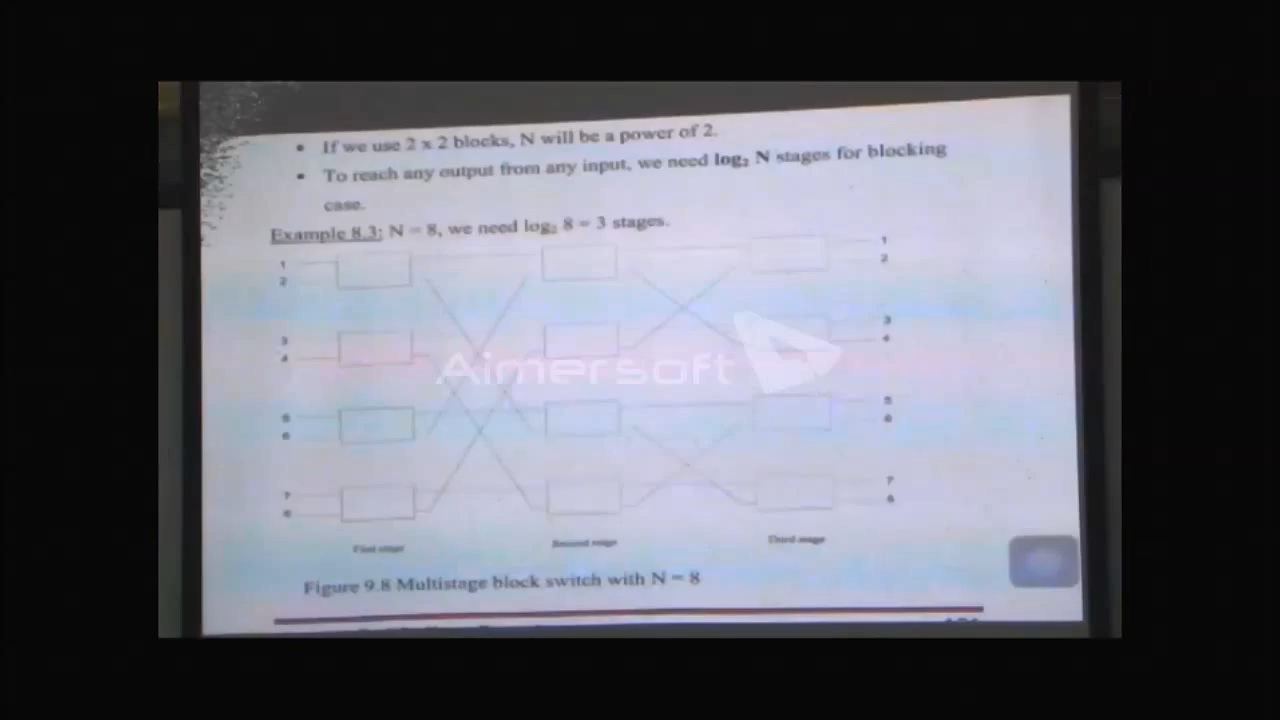 • If we use 2 x 2 blocks, N will be a power of 2.
• To reach any output from any input, we need log₂ N stages for blocking
case.
Example 8.3: N = 8, we need log₂ 8 = 3 stages.
1 1
2 2
3 3
4 4
Aimersoft
5 5
6 6
7 7
First stage Second stage Third stage
Figure 9.8 Multistage block switch with N = 8